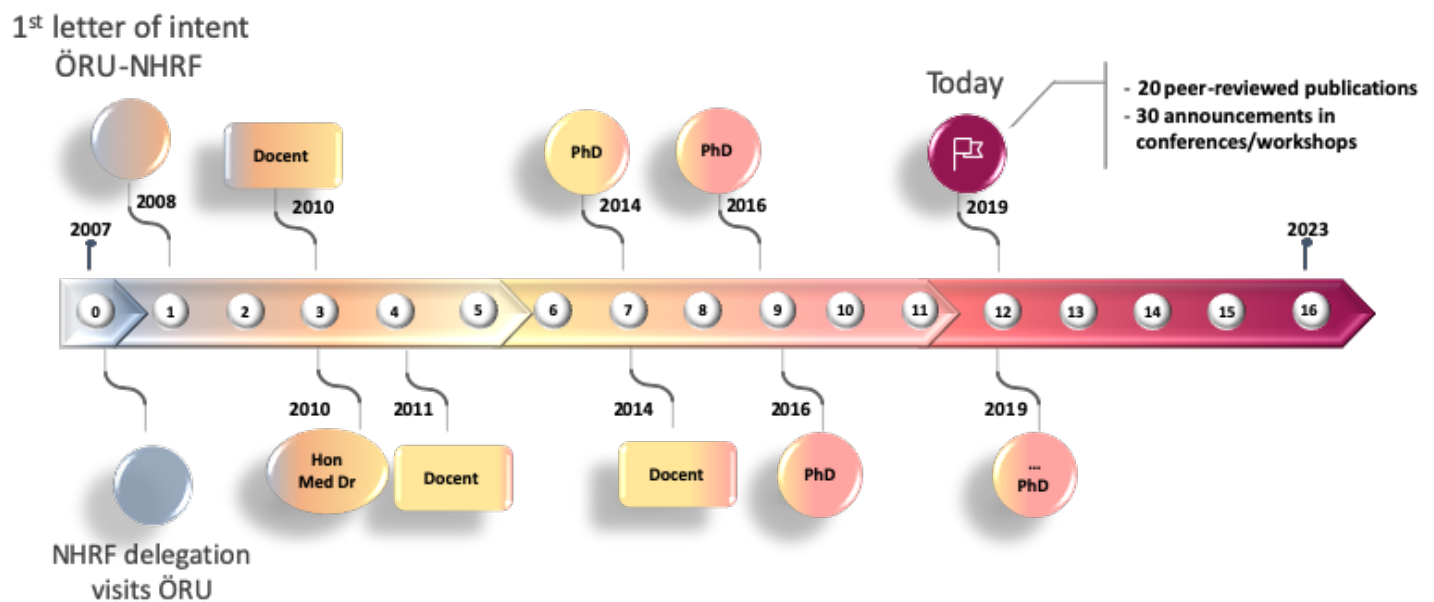 1st letter of intent
ÖRU-NHRF
Today
- 20 peer-reviewed publications
- 30 announcements in
conferences/workshops
Docent
PhD
PhD
2008
2010
2014
2016
2019
2007
2023
0
1
2
3
4
5
6
7
8
9
10
11
12
13
14
15
16
2010
2011
2014
2016
2019
Hon
Med Dr
Docent
Docent
PhD
...
PhD
NHRF delegation
visits ÖRU